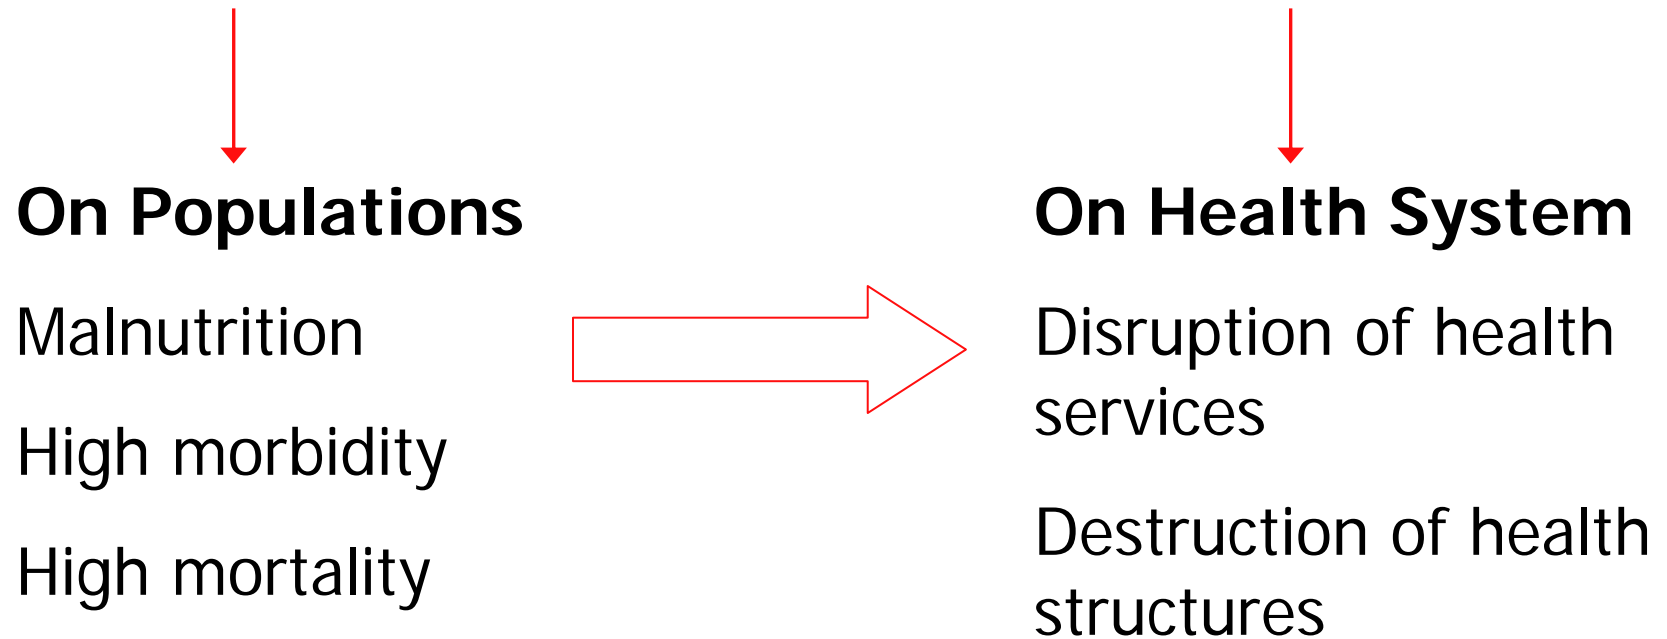 On Populations
Malnutrition
High morbidity
High mortality
On Health System
Disruption of health
services
Destruction of health
structures